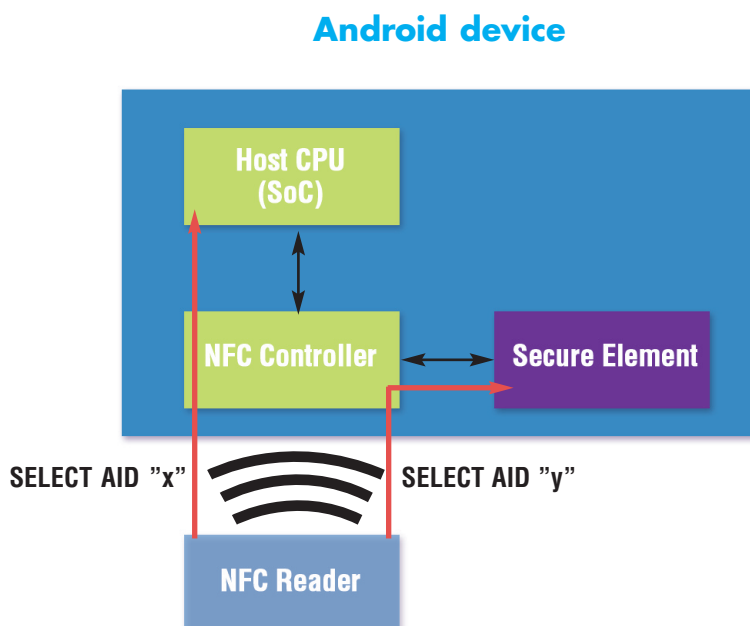 Android device
Host CPU
(SoC)
NFC Controller
Secure Element
SELECT AID ”x”
SELECT AID ”y”
NFC Reader